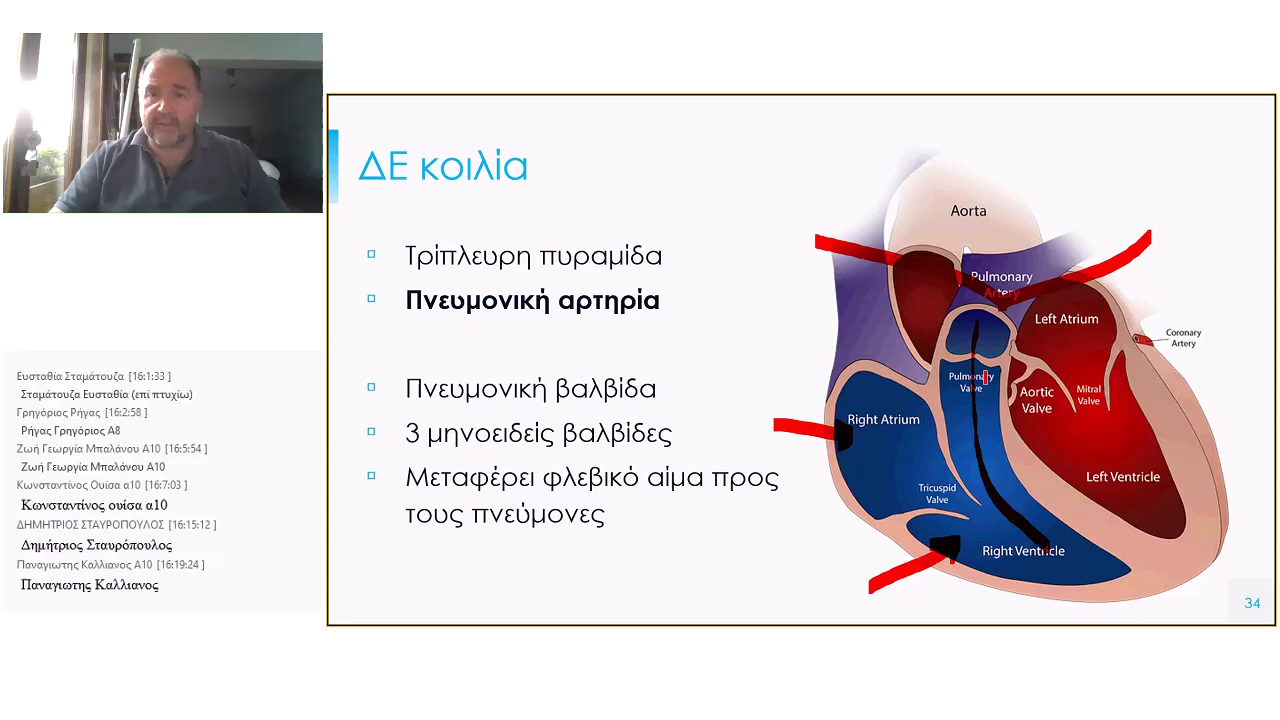 ΔΕ κοιλία
Τρίπλευρη πυραμίδα
Πνευμονική αρτηρία
Πνευμονική βαλβίδα
3 μηνοειδείς βαλβίδες
Μεταφέρει φλεβικό αίμα προς
τους πνεύμονες
Aorta
Pulmonary
Artery
Left Atrium
Coronary
Artery
Pulmonary
Valve
Aortic
Valve
Mitral
Valve
Right Atrium
Left Ventricle
Tricuspid
Valve
Right Ventricle
34
Ευσταθία Σταμάτουζα [16:1:33 ]
Σταμάτουζα Ευσταθία (επί πτυχίω)
Γρηγόριος Ρήγας [16:2:58 ]
Ρήγας Γρηγόριος Α8
Ζωή Γεωργία Μπαλάνου Α10 [16:5:54 ]
Ζωή Γεωργία Μπαλάνου Α10
Κωνσταντίνος Ουίσα α10 [16:7:03 ]
Κωνσταντίνος ουίσα α10
ΔΗΜΗΤΡΙΟΣ ΣΤΑΥΡΟΠΟΥΛΟΣ [16:15:12 ]
Δημήτριος Σταυρόπουλος
Παναγιωτης Καλλιανος Α10 [16:19:24 ]
Παναγιωτης Καλλιανος